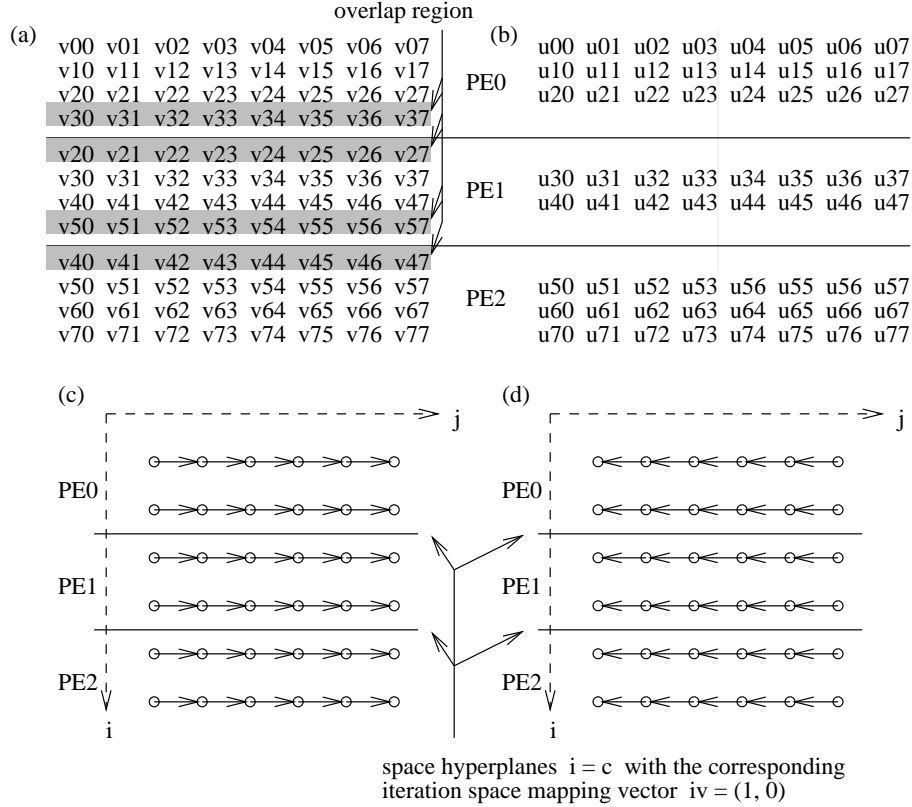 overlap region
(a)
v00 v01 v02 v03 v04 v05 v06 v07
v10 v11 v12 v13 v14 v15 v16 v17
v20 v21 v22 v23 v24 v25 v26 v27
v30 v31 v32 v33 v34 v35 v36 v37
v20 v21 v22 v23 v24 v25 v26 v27
v30 v31 v32 v33 v34 v35 v36 v37
v40 v41 v42 v43 v44 v45 v46 v47
v50 v51 v52 v53 v54 v55 v56 v57
v40 v41 v42 v43 v44 v45 v46 v47
v50 v51 v52 v53 v54 v55 v56 v57
v60 v61 v62 v63 v64 v65 v66 v67
v70 v71 v72 v73 v74 v75 v76 v77
PE0
PE1
PE2
(b)
u00 u01 u02 u03 u04 u05 u06 u07
u10 u11 u12 u13 u14 u15 u16 u17
u20 u21 u22 u23 u24 u25 u26 u27
u30 u31 u32 u33 u34 u35 u36 u37
u40 u41 u42 u43 u44 u45 u46 u47
u50 u51 u52 u53 u56 u55 u56 u57
u60 u61 u62 u63 u64 u65 u66 u67
u70 u71 u72 u73 u74 u75 u76 u77
(c)
j
PE0
PE1
PE2
i
(d)
j
PE0
PE1
PE2
i
space hyperplanes i = c with the corresponding
iteration space mapping vector iv = (1, 0)